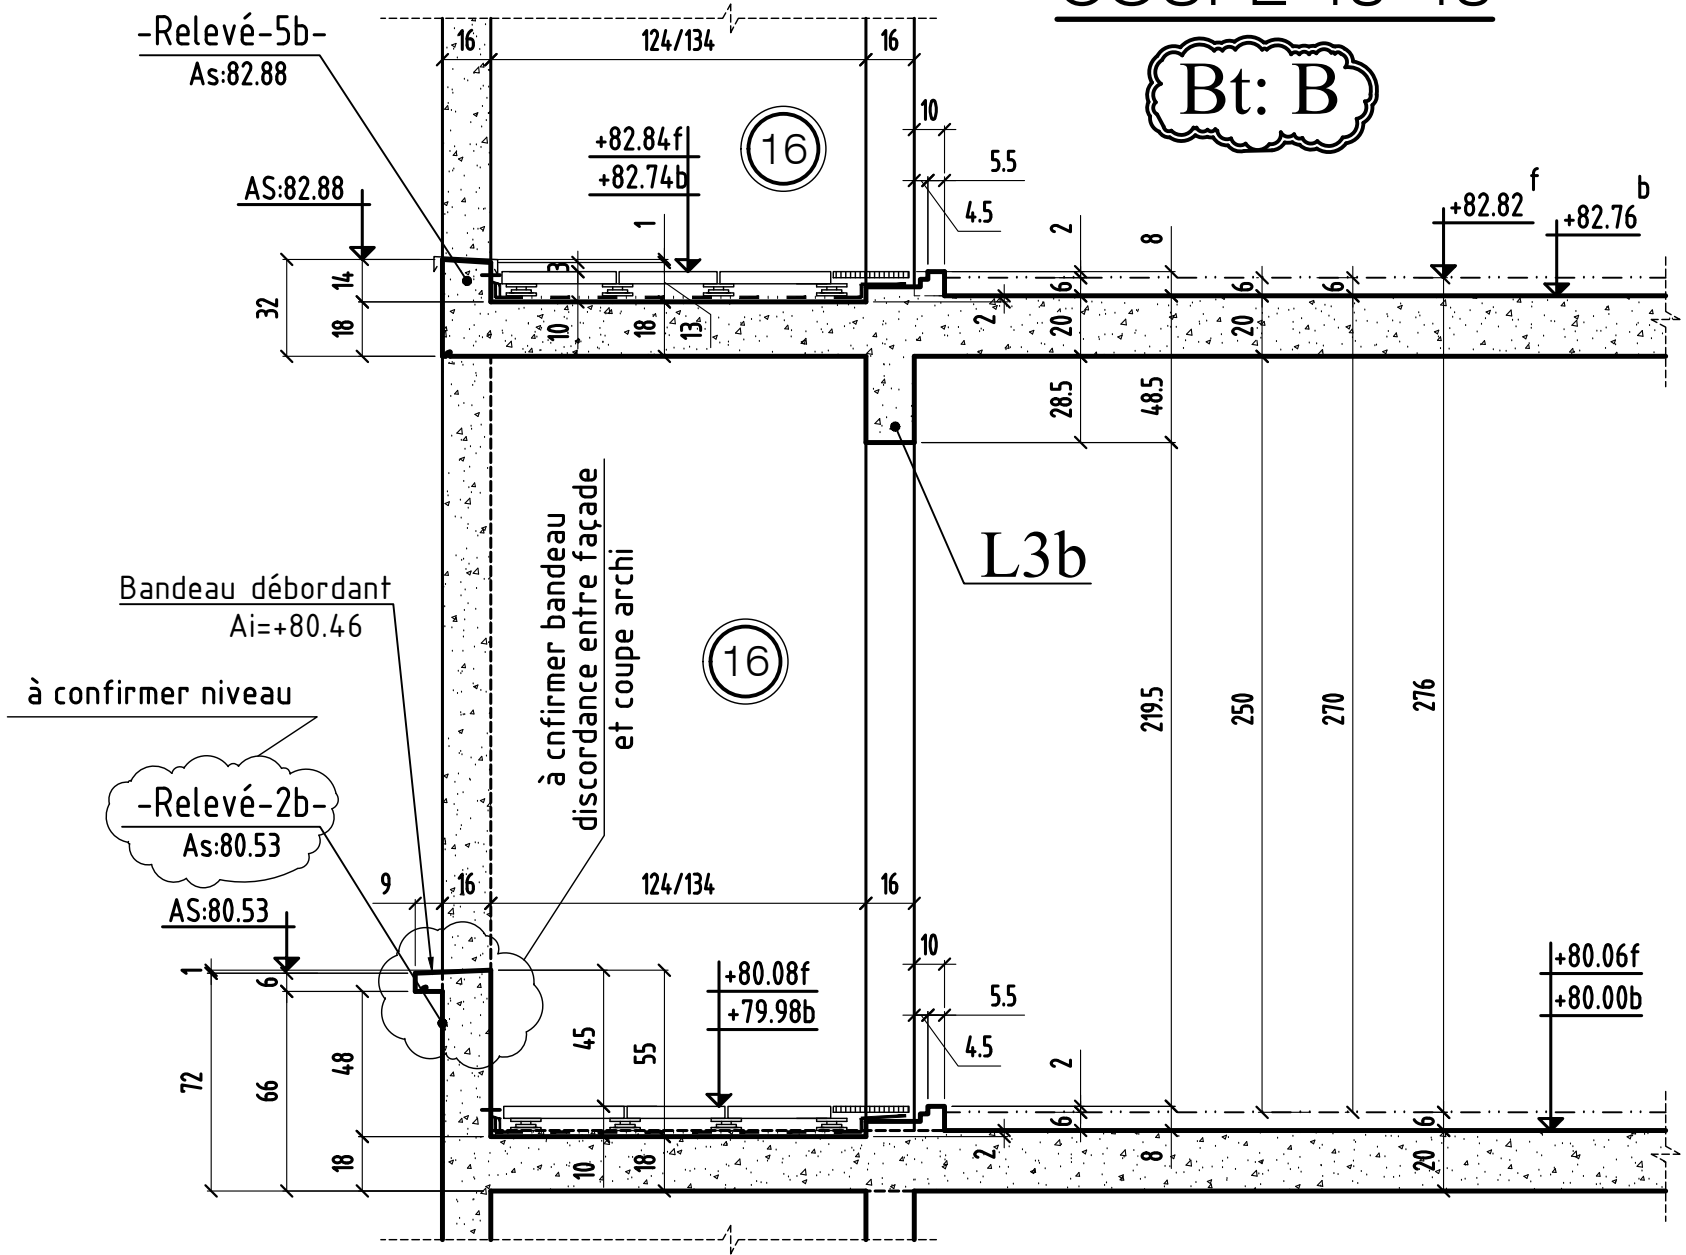 -Relevé-5b-
As:82.88
16
124/134
16
Bt: B
10
+82.84f
+82.74b
16
5.5
4.5
AS:82.88
f
+82.82
b
+82.76
1
2
8
3
14
32
18
10
18
13
2
6
20
6
20
6
28.5
48.5
L3b
à cnfirmer bandeau
discordance entre façade
et coupe archi
Bandeau débordant
Ai=+80.46
16
à confirmer niveau
219.5
250
270
276
-Relevé-2b-
As:80.53
9
16
124/134
16
AS:80.53
10
1
6
+80.08f
+79.98b
5.5
4.5
+80.06f
+80.00b
72
66
48
18
45
55
10
18
2
2
6
8
6
20